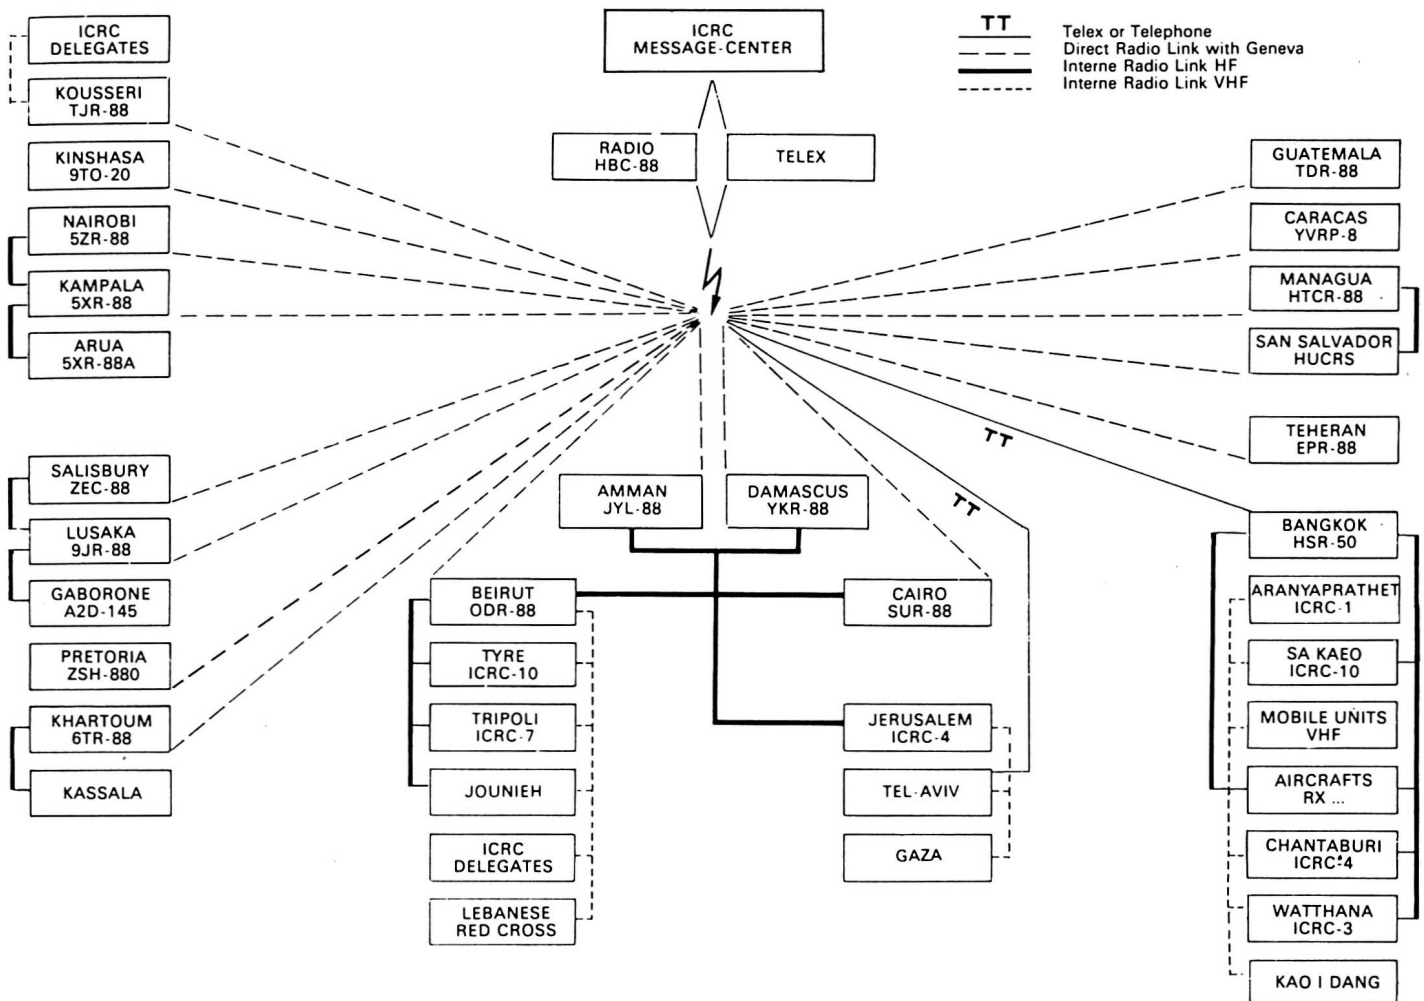 ICRC
DELEGATES
KOUSSERI
TJR-88
KINSHASA
9TO-20
NAIROBI
5ZR-88
KAMPALA
5XR-88
ARUA
5XR-88A
SALISBURY
ZEC-88
LUSAKA
9JR-88
GABORONE
A2D-145
PRETORIA
ZSH-880
KHARTOUM
6TR-88
KASSALA
ICRC
MESSAGE-CENTER
RADIO
HBC-88
TELEX
TT
Telex or Telephone
Direct Radio Link with Geneva
Interne Radio Link HF
Interne Radio Link VHF
AMMAN
JYL-88
DAMASCUS
YKR-88
BEIRUT
ODR-88
TYRE
ICRC-10
TRIPOLI
ICRC-7
JOUNIEH
ICRC
DELEGATES
LEBANESE
RED CROSS
CAIRO
SUR-88
JERUSALEM
ICRC-4
TEL-AVIV
GAZA
TT
TT
GUATEMALA
TDR-88
CARACAS
YVRP-8
MANAGUA
HTCR-88
SAN SALVADOR
HUCRS
TEHERAN
EPR-88
BANGKOK
HSR-50
ARANYAPRATHET
ICRC-1
SA KAEO
ICRC-10
MOBILE UNITS
VHF
AIRCRAFTS
RX ...
CHANTABURI
ICRC-4
WATTHANA
ICRC-3
KAO I DANG